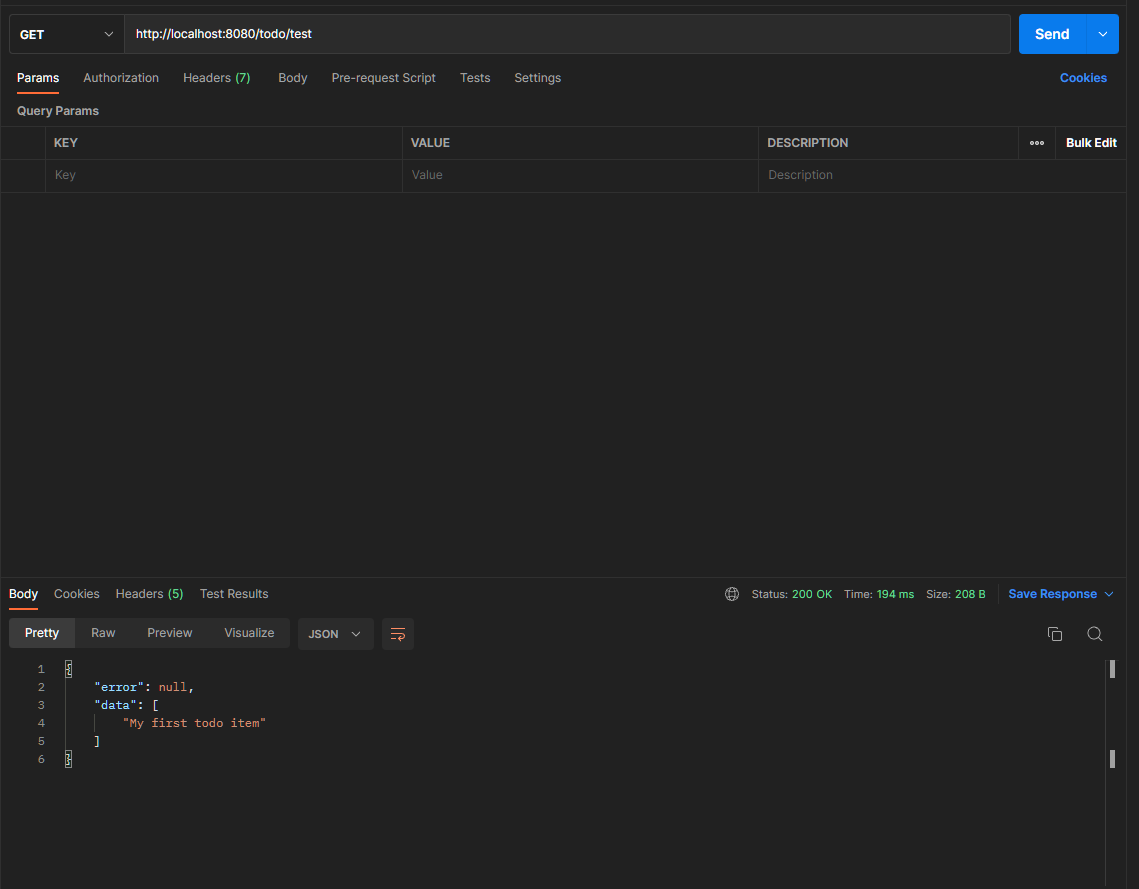 GET http://localhost:8080/todo/test Send
Params Authorization Headers (7) Body Pre-request Script Tests Settings Cookies
Query Params
KEY VALUE DESCRIPTION ooo Bulk Edit
Key Value Description
Body Cookies Headers (5) Test Results Status: 200 OK Time: 194 ms Size: 208 B Save Response
Pretty Raw Preview Visualize JSON
1 {
2 "error": null,
3 "data": [
4 "My first todo item"
5 ]
6 }